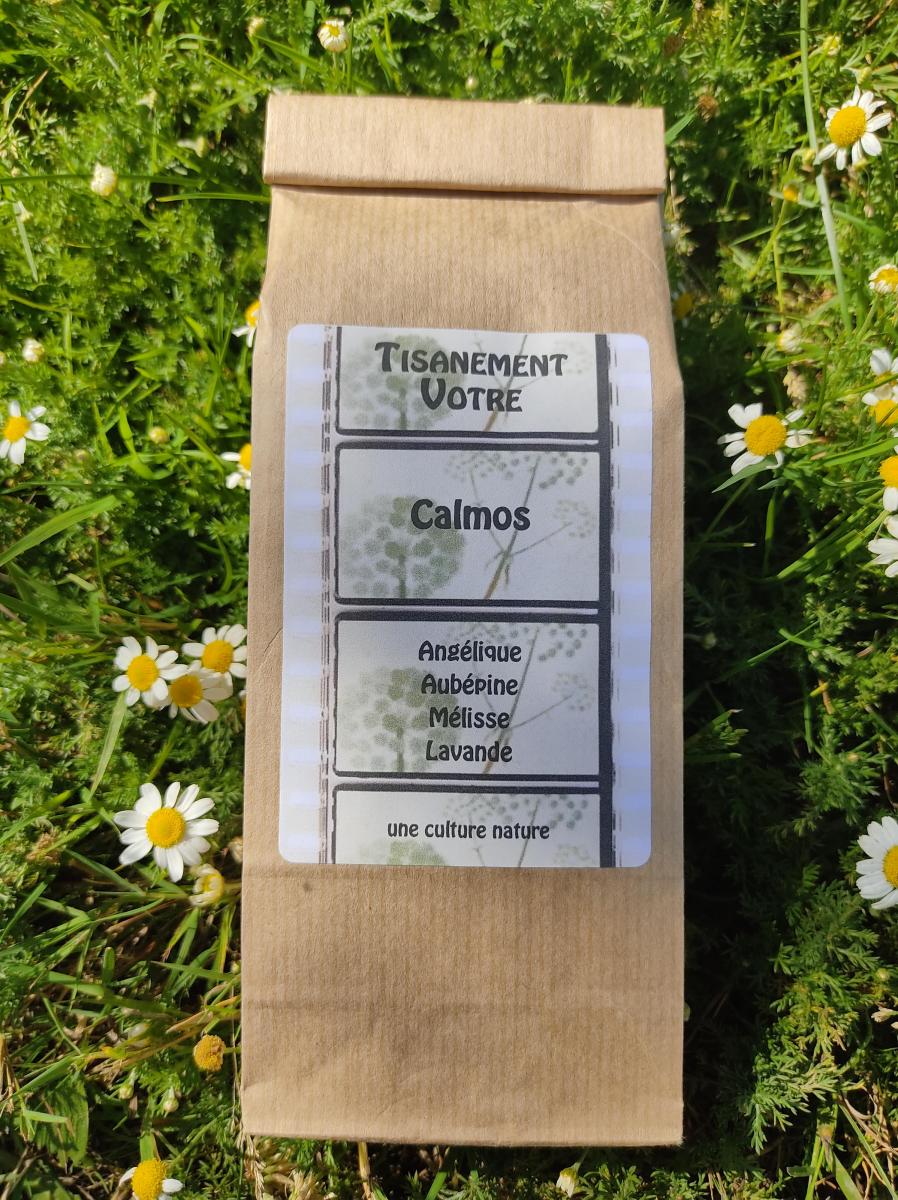 Tisanement
Votre
Calmos
Angélique
Aubépine
Mélisse
Lavande
une culture nature